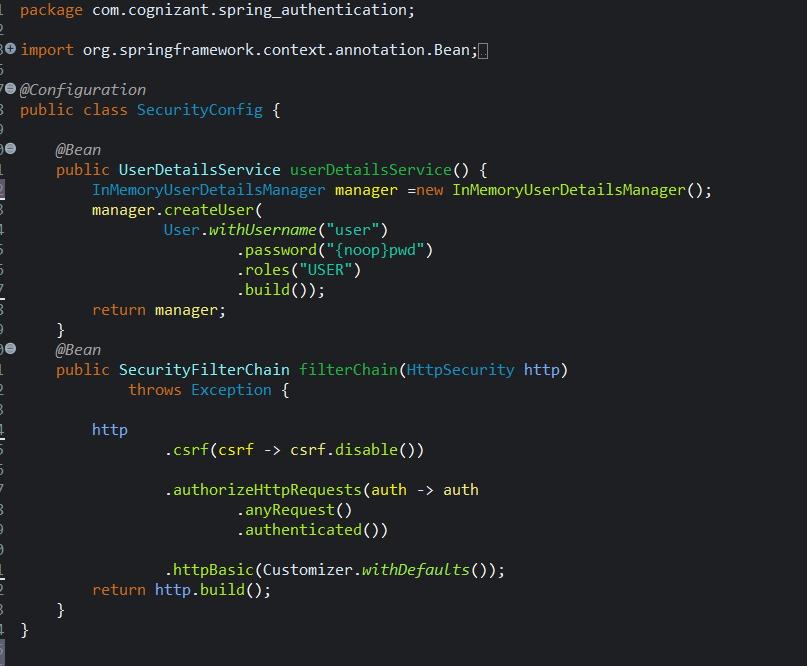 package com.cognizant.spring_authentication;
import org.springframework.context.annotation.Bean;
@Configuration
public class SecurityConfig {
@Bean
public UserDetailsService userDetailsService() {
InMemoryUserDetailsManager manager =new InMemoryUserDetailsManager();
manager.createUser(
User.withUsername("user")
.password("{noop}pwd")
.roles("USER")
.build());
return manager;
}
@Bean
public SecurityFilterChain filterChain(HttpSecurity http)
throws Exception {
http
.csrf(csrf -> csrf.disable())
.authorizeHttpRequests(auth -> auth
.anyRequest()
.authenticated())
.httpBasic(Customizer.withDefaults());
return http.build();
}
}